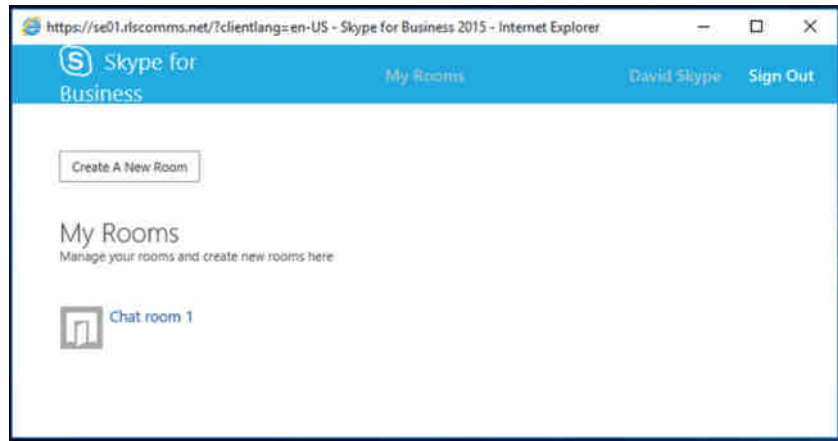 https://se01.rlscomms.net/?clientlang=en-US - Skype for Business 2015 - Internet Explorer
Skype for
Business
My Rooms
David Skype
Sign Out
Create A New Room
My Rooms
Manage your rooms and create new rooms here
Chat room 1